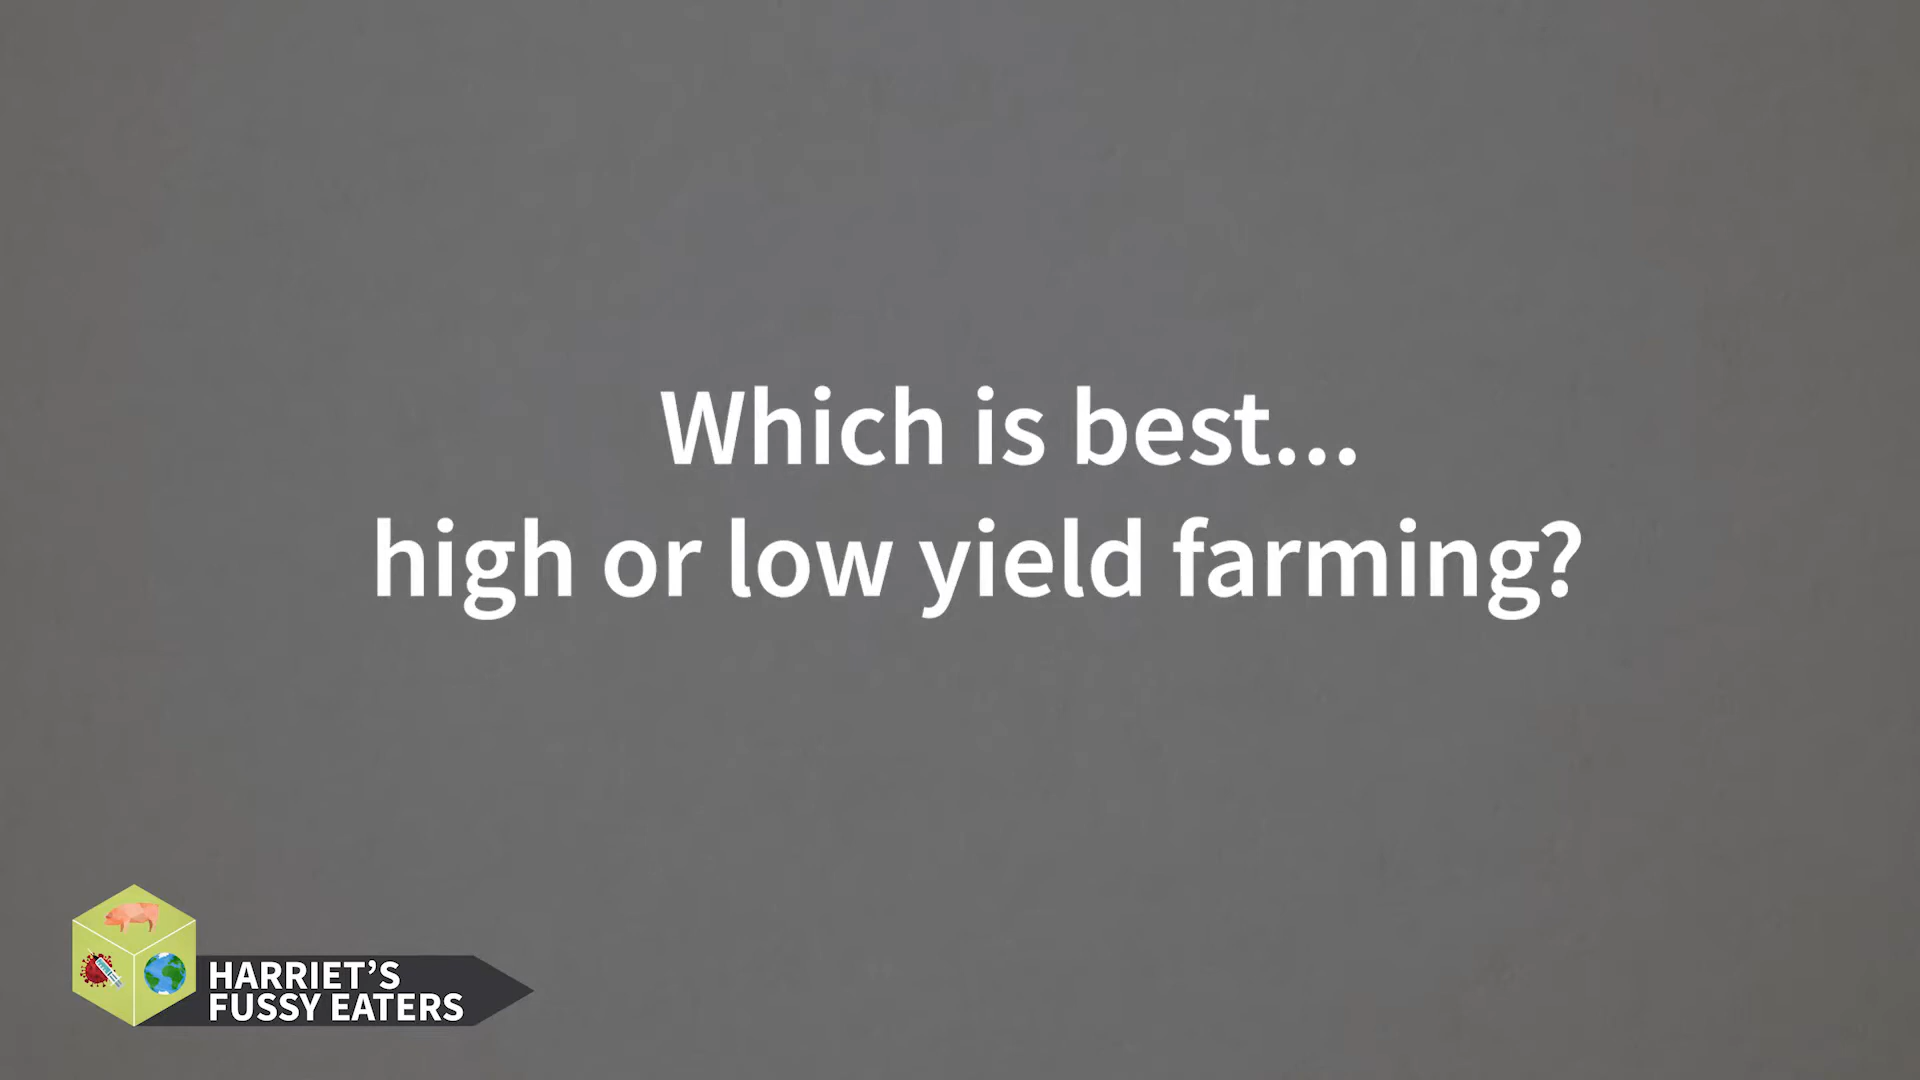 Which is best...
high or low yield farming?
HARRIET’S
FUSSY EATERS